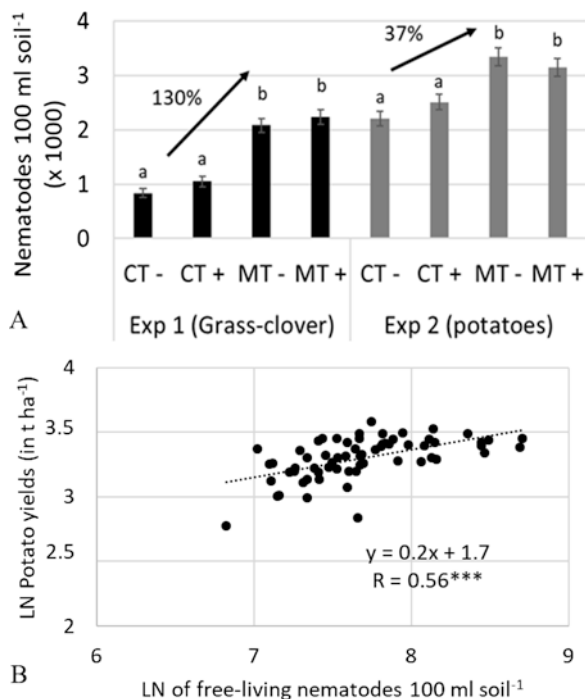 Nematodes 100 ml soil⁻¹
(x 1000)
4
3
2
1
0
130%
37%
a
a
b
b
a
a
b
b
CT - CT + MT - MT + CT - CT + MT - MT +
Exp 1 (Grass-clover) Exp 2 (potatoes)
A
LN Potato yields (in t ha⁻¹)
4
3.5
3
2.5
2
y = 0.2x + 1.7
R = 0.56***
6 7 8 9
LN of free-living nematodes 100 ml soil⁻¹
B